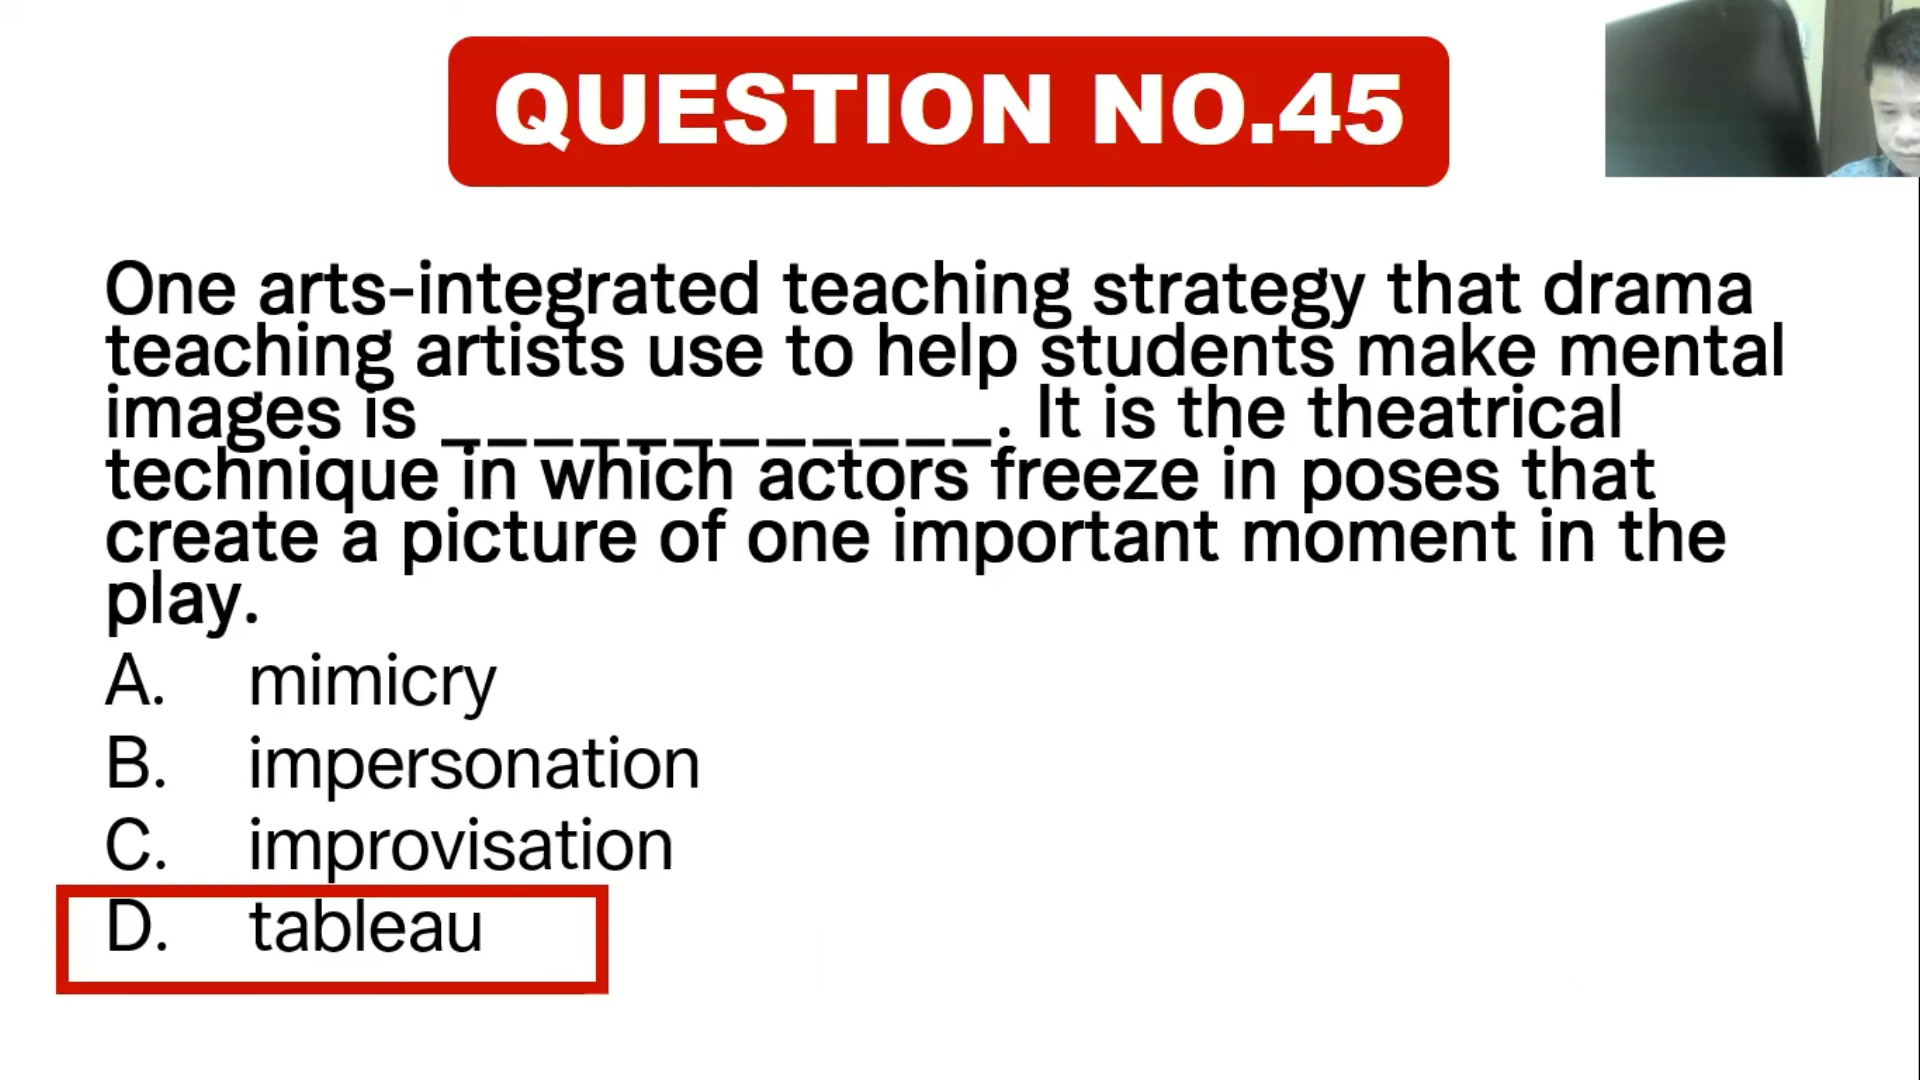 QUESTION NO.45
One arts-integrated teaching strategy that drama
teaching artists use to help students make mental
images is ____________. It is the theatrical
technique in which actors freeze in poses that
create a picture of one important moment in the
play.
A. mimicry
B. impersonation
C. improvisation
D. tableau